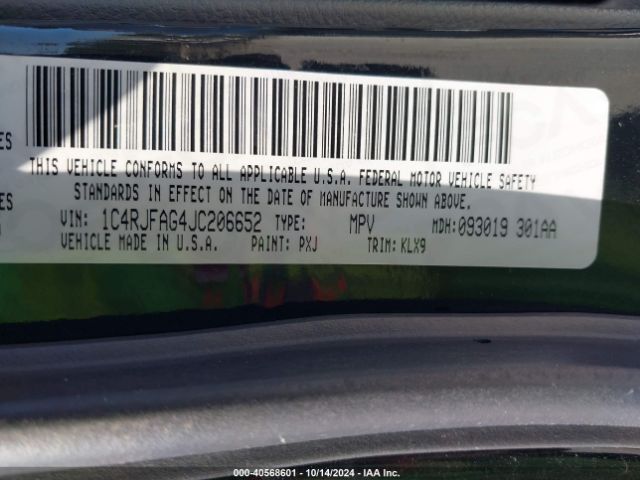 ES
THIS VEHICLE CONFORMS TO ALL APPLICABLE U.S.A. FEDERAL MOTOR VEHICLE SAFETY
STANDARDS IN EFFECT ON THE DATE OF MANUFACTURE SHOWN ABOVE.
S
VIN: 1C4RJFAG4JC206652 TYPE: MPV MDH:093019 301AA
VEHICLE MADE IN U.S.A. PAINT: PXJ TRIM: KLX9
000-40568601 - 10/14/2024 - IAA Inc.